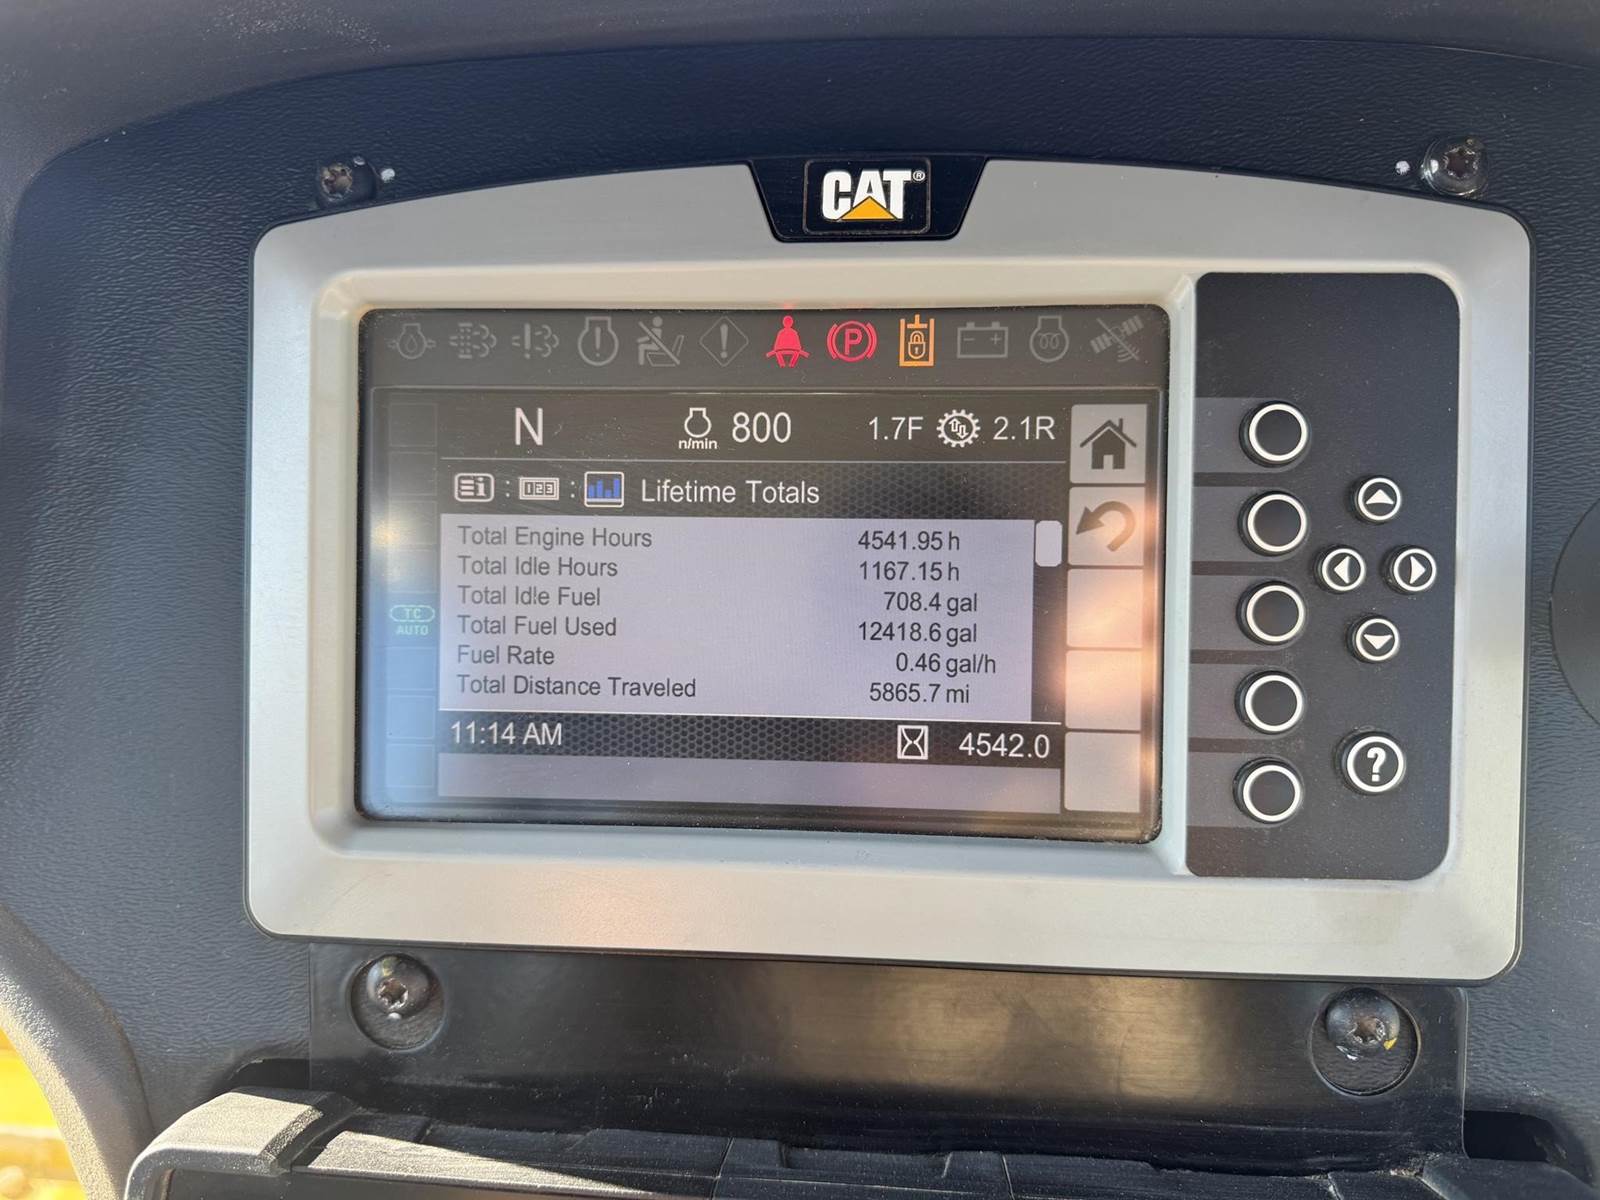 CAT®
P
N
n/min
800
1.7F
2.1R
123
Lifetime Totals
Total Engine Hours 4541.95 h
Total Idle Hours 1167.15 h
Total Idle Fuel 708.4 gal
Total Fuel Used 12418.6 gal
Fuel Rate 0.46 gal/h
Total Distance Traveled 5865.7 mi
TC
AUTO
11:14 AM
4542.0
?